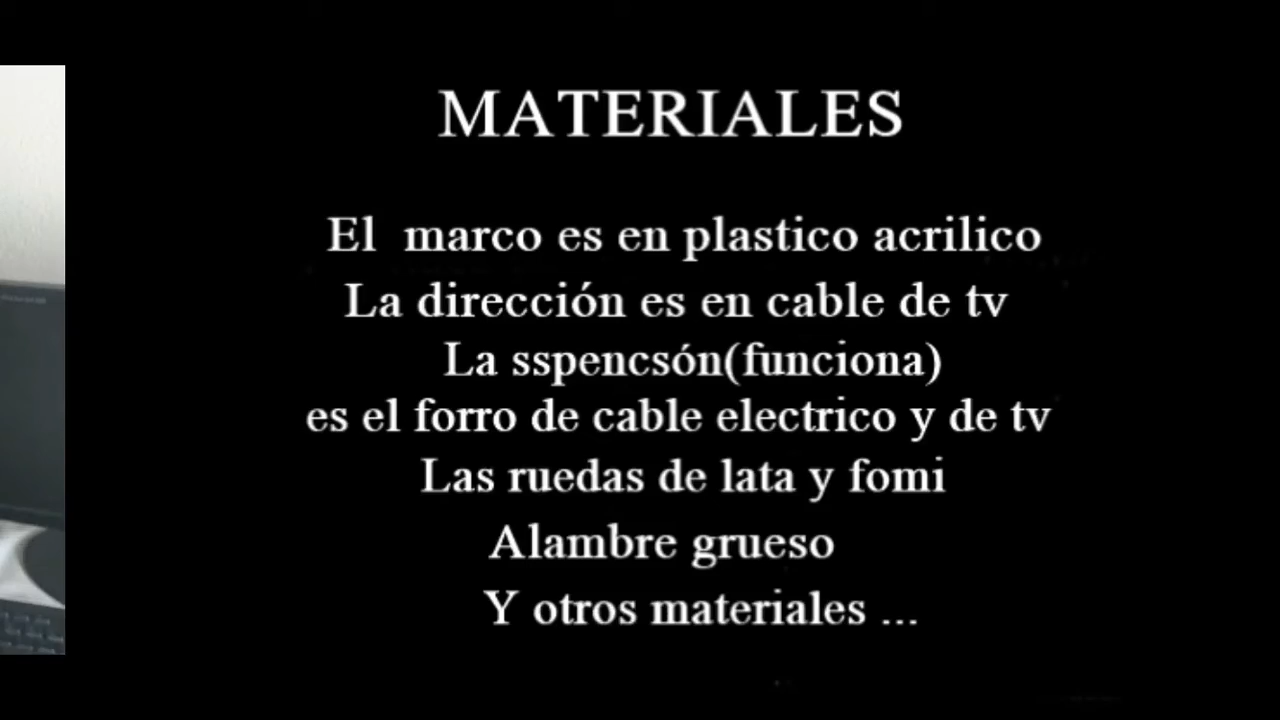 MATERIALES
El marco es en plastico acrilico
La dirección es en cable de tv
La sspencsón(funciona)
es el forro de cable electrico y de tv
Las ruedas de lata y fomi
Alambre grueso
Y otros materiales ...